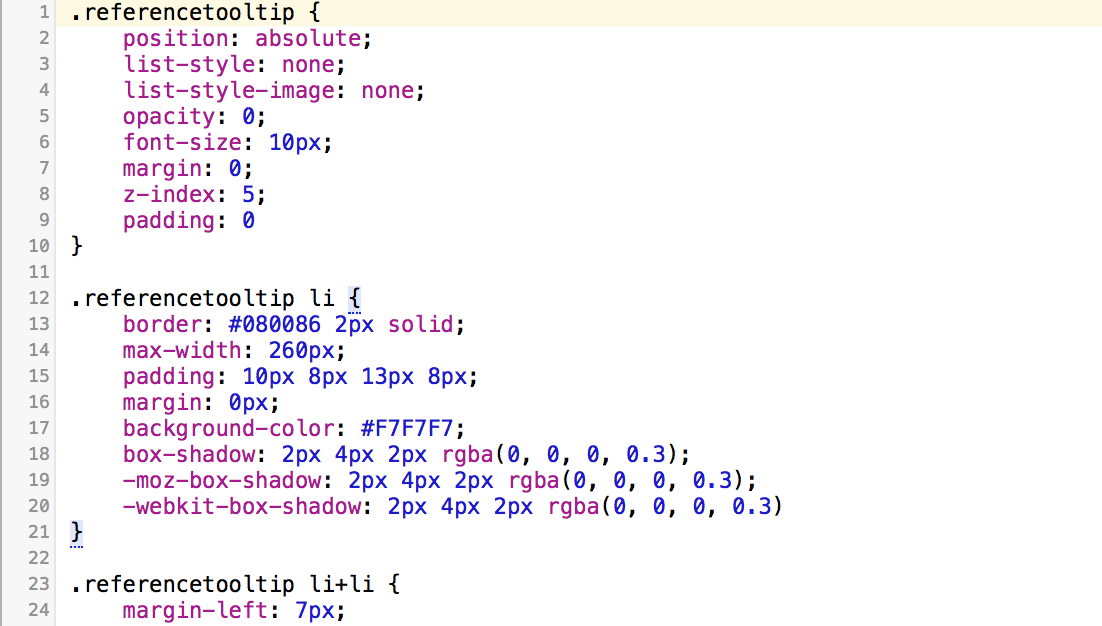 1 .referencetooltip {
2 position: absolute;
3 list-style: none;
4 list-style-image: none;
5 opacity: 0;
6 font-size: 10px;
7 margin: 0;
8 z-index: 5;
9 padding: 0
10 }
11
12 .referencetooltip li {
13 border: #080086 2px solid;
14 max-width: 260px;
15 padding: 10px 8px 13px 8px;
16 margin: 0px;
17 background-color: #F7F7F7;
18 box-shadow: 2px 4px 2px rgba(0, 0, 0, 0.3);
19 -moz-box-shadow: 2px 4px 2px rgba(0, 0, 0, 0.3);
20 -webkit-box-shadow: 2px 4px 2px rgba(0, 0, 0, 0.3)
21 }
22
23 .referencetooltip li+li {
24 margin-left: 7px;